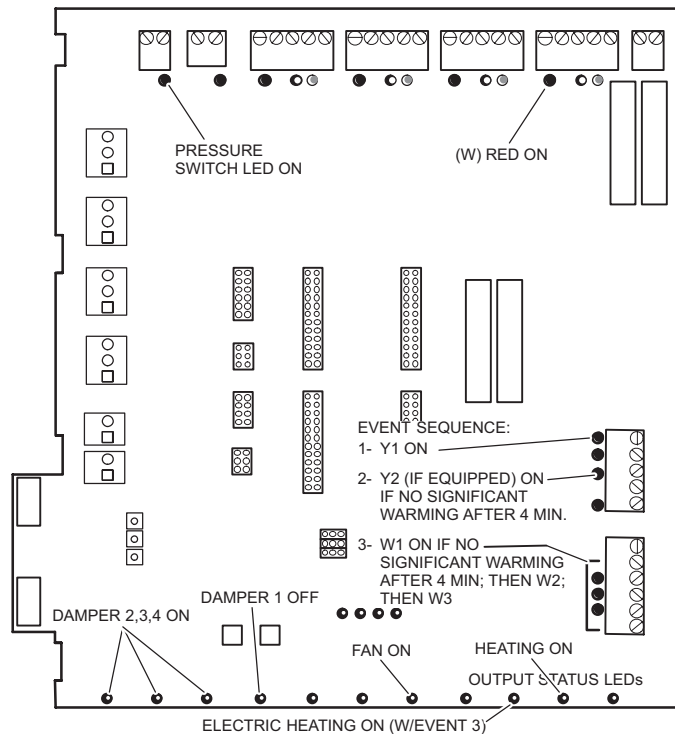 PRESSURE
SWITCH LED ON
(W) RED ON
EVENT SEQUENCE:
1- Y1 ON
2- Y2 (IF EQUIPPED) ON
IF NO SIGNIFICANT
WARMING AFTER 4 MIN.
3- W1 ON IF NO
SIGNIFICANT WARMING
AFTER 4 MIN; THEN W2;
THEN W3
DAMPER 1 OFF
DAMPER 2,3,4 ON
FAN ON
HEATING ON
OUTPUT STATUS LEDs
ELECTRIC HEATING ON (W/EVENT 3)